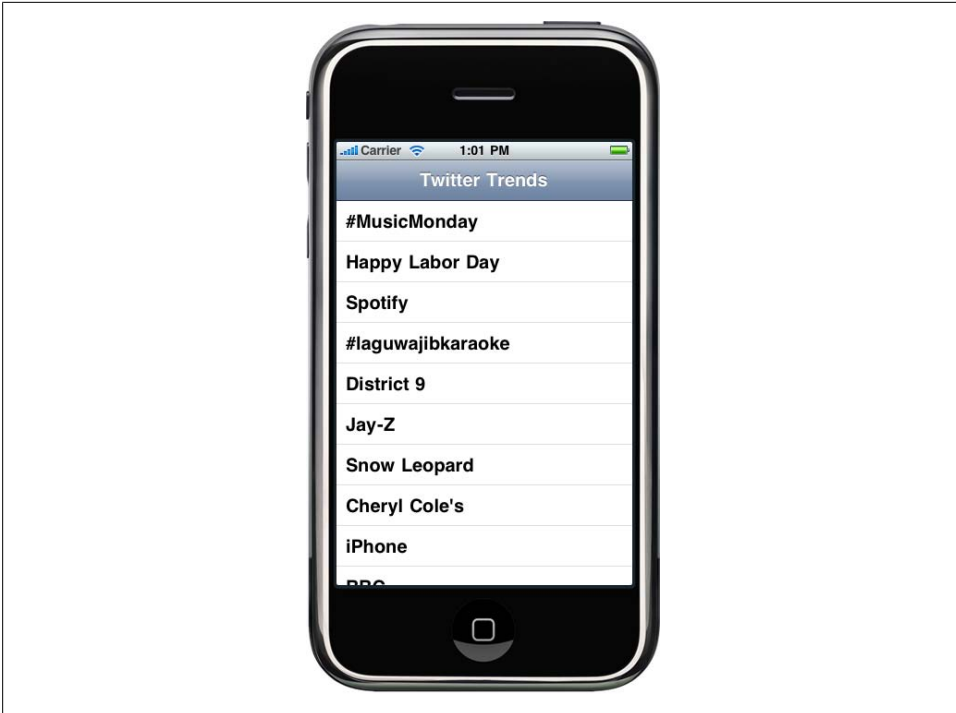 Carrier 1:01 PM
Twitter Trends
#MusicMonday
Happy Labor Day
Spotify
#laguwajibkaraoke
District 9
Jay-Z
Snow Leopard
Cheryl Cole's
iPhone